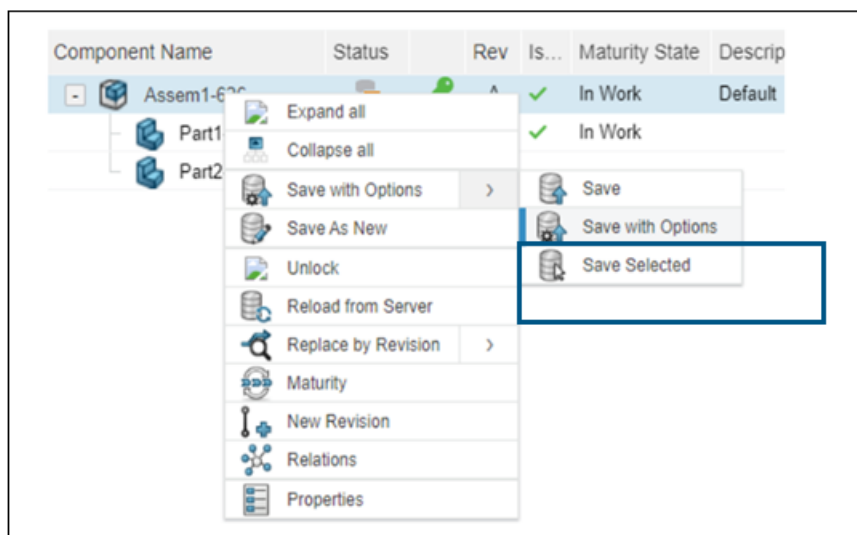 Component Name Status Rev Is... Maturity State Descrip
Assem1-626 A In Work Default
Part1 In Work
Part2
Expand all
Collapse all
Save with Options >
Save As New
Unlock
Reload from Server
Replace by Revision >
Maturity
New Revision
Relations
Properties
Save
Save with Options
Save Selected